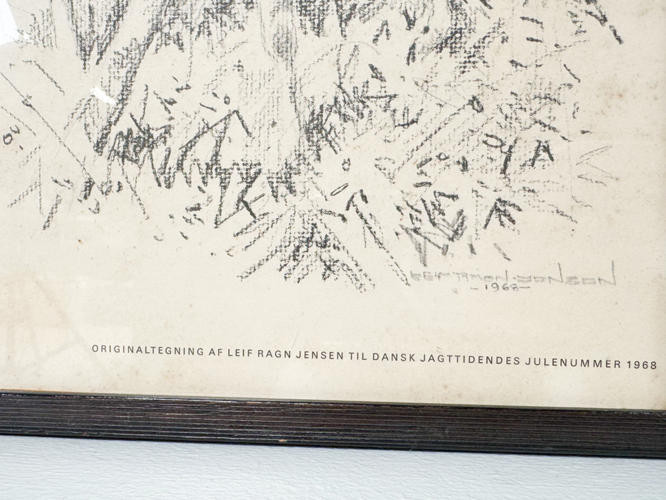 LEIF RAGN-JENSEN
-1968-
ORIGINALTEGNING AF LEIF RAGN JENSEN TIL DANSK JAGTTIDENDES JULENUMMER 1968